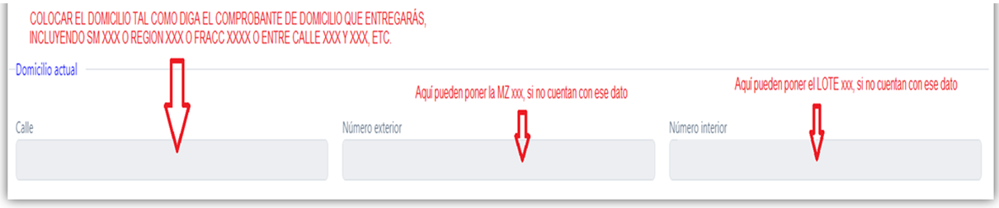 COLOCAR EL DOMICILIO TAL COMO DIGA EL COMPROBANTE DE DOMICILIO QUE ENTREGARÁS,
INCLUYENDO SM XXX O REGION XXX O FRACC XXXX O ENTRE CALLE XXX Y XXX, ETC.
Domicilio actual
Aquí pueden poner la MZ xxx, si no cuentan con ese dato
Aquí pueden poner el LOTE xxx, si no cuentan con ese dato
Calle
Número exterior
Número interior